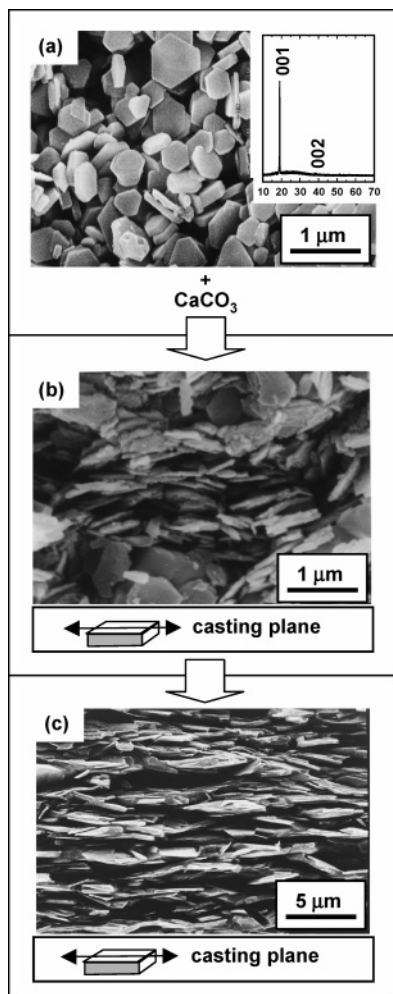 (a)
001
002
10 20 30 40 50 60 70
1 μm
+
CaCO₃
(b)
1 μm
casting plane
(c)
5 μm
casting plane